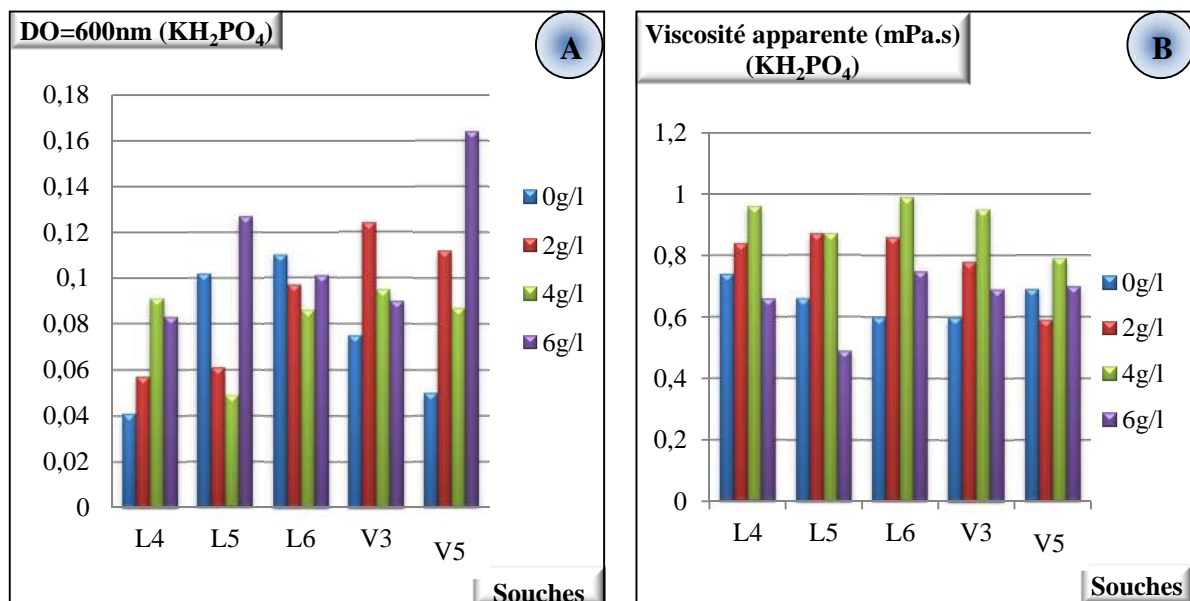 DO=600nm (KH₂PO₄)
A
0,18
0,16
0,14
0,12
0,1
0,08
0,06
0,04
0,02
0
0g/l
2g/l
4g/l
6g/l
L4 L5 L6 V3 V5
Souches
Viscosité apparente (mPa.s)
(KH₂PO₄)
B
1,2
1
0,8
0,6
0,4
0,2
0
0g/l
2g/l
4g/l
6g/l
L4 L5 L6 V3 V5
Souches